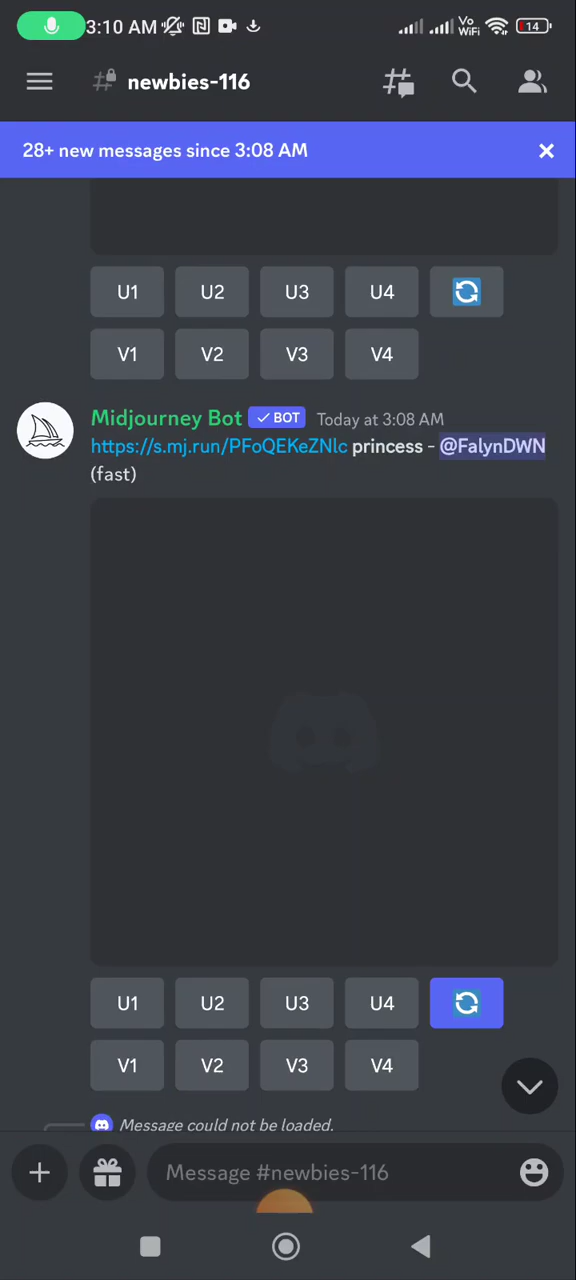 3:10 AM
Vo
WiFi
14
newbies-116
28+ new messages since 3:08 AM
U1 U2 U3 U4
V1 V2 V3 V4
Midjourney Bot BOT Today at 3:08 AM
https://s.mj.run/PFoQEKeZNlc princess - @FalynDWN
(fast)
U1 U2 U3 U4
V1 V2 V3 V4
Message could not be loaded.
Message #newbies-116